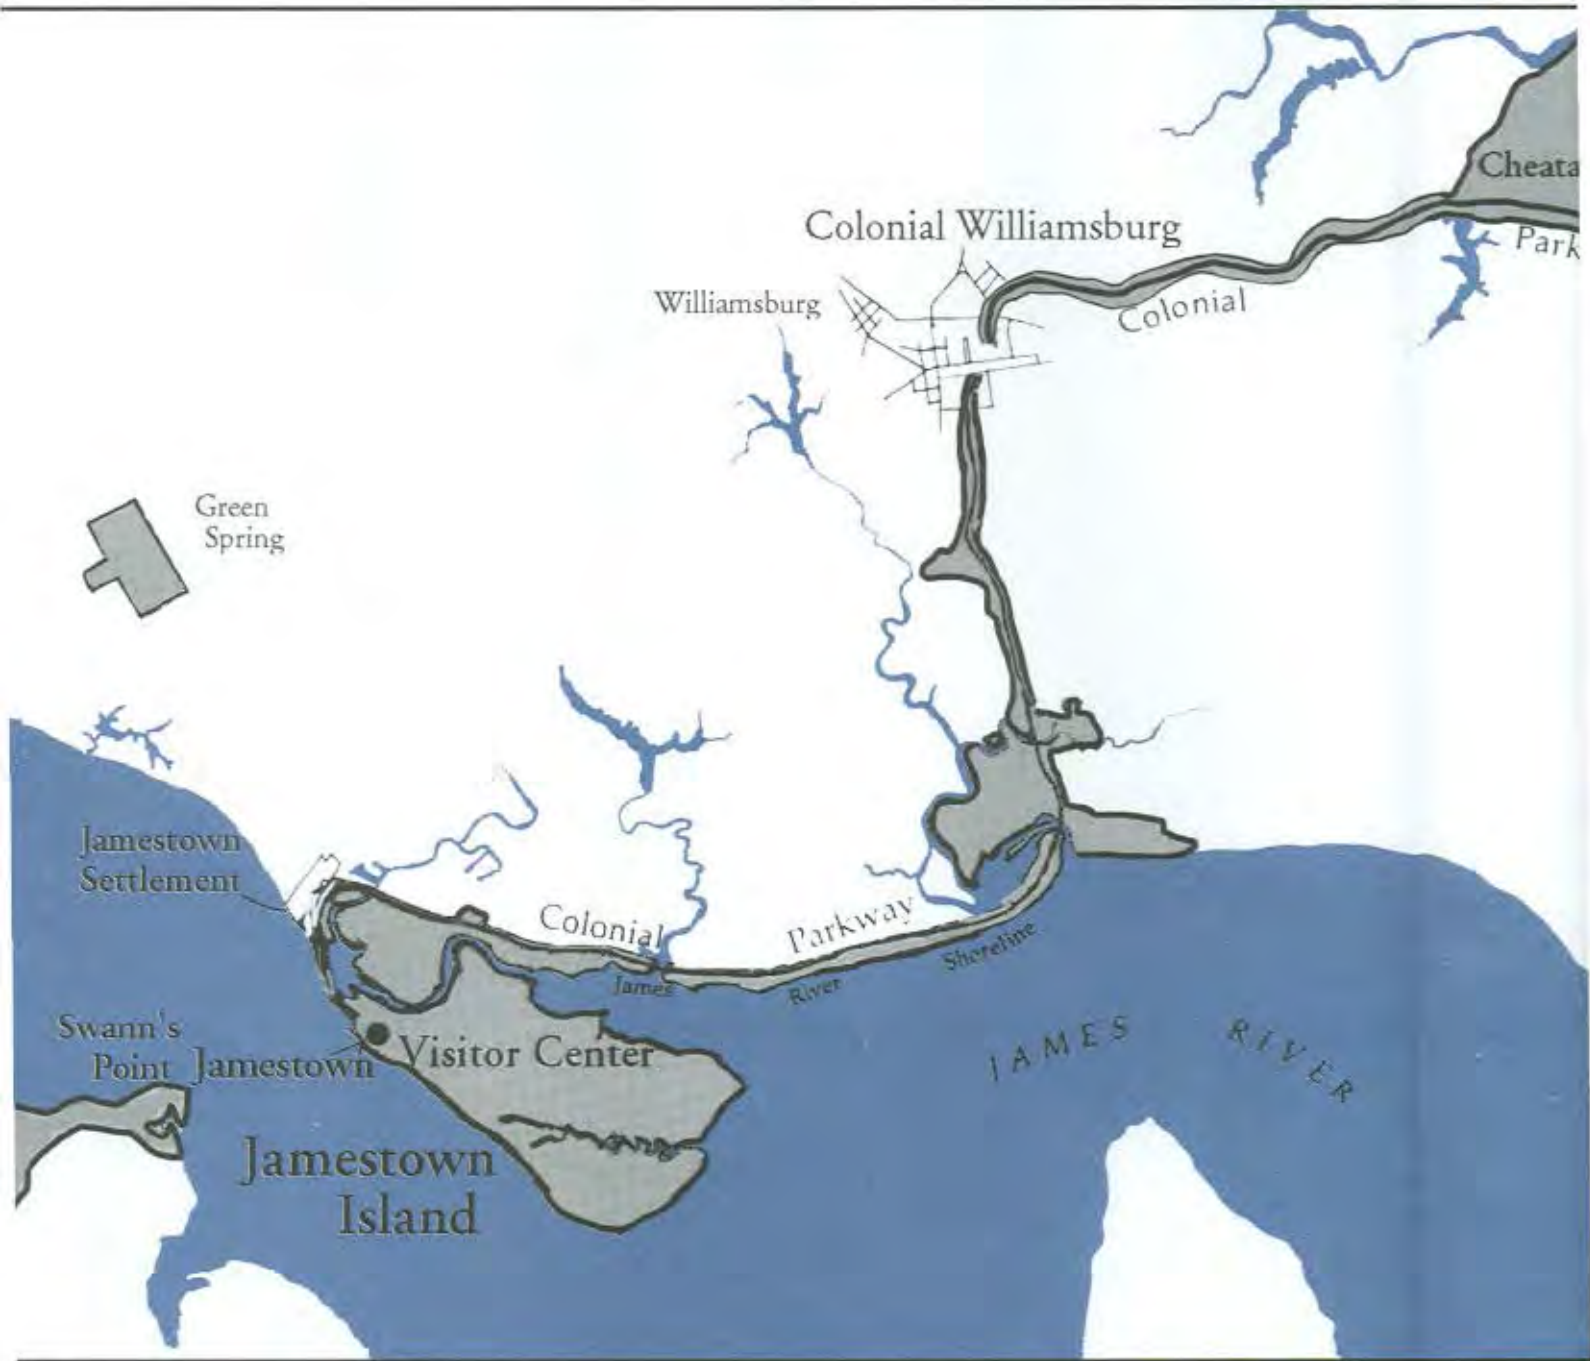 Cheata
Colonial Williamsburg
Park
Williamsburg
Colonial
Green
Spring
Jamestown
Settlement
Colonial
Parkway
James
River
Shoreline
Swann's
Point
Jamestown
Visitor Center
JAMES RiVER
Jamestown
Island